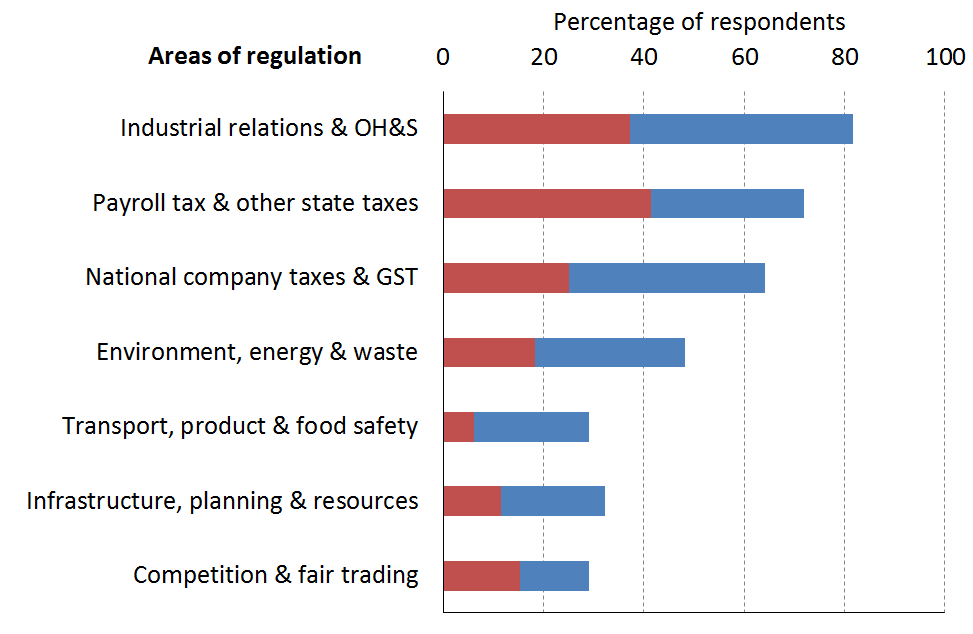 Percentage of respondents
Areas of regulation 0 20 40 60 80 100
Industrial relations & OH&S
Payroll tax & other state taxes
National company taxes & GST
Environment, energy & waste
Transport, product & food safety
Infrastructure, planning & resources
Competition & fair trading